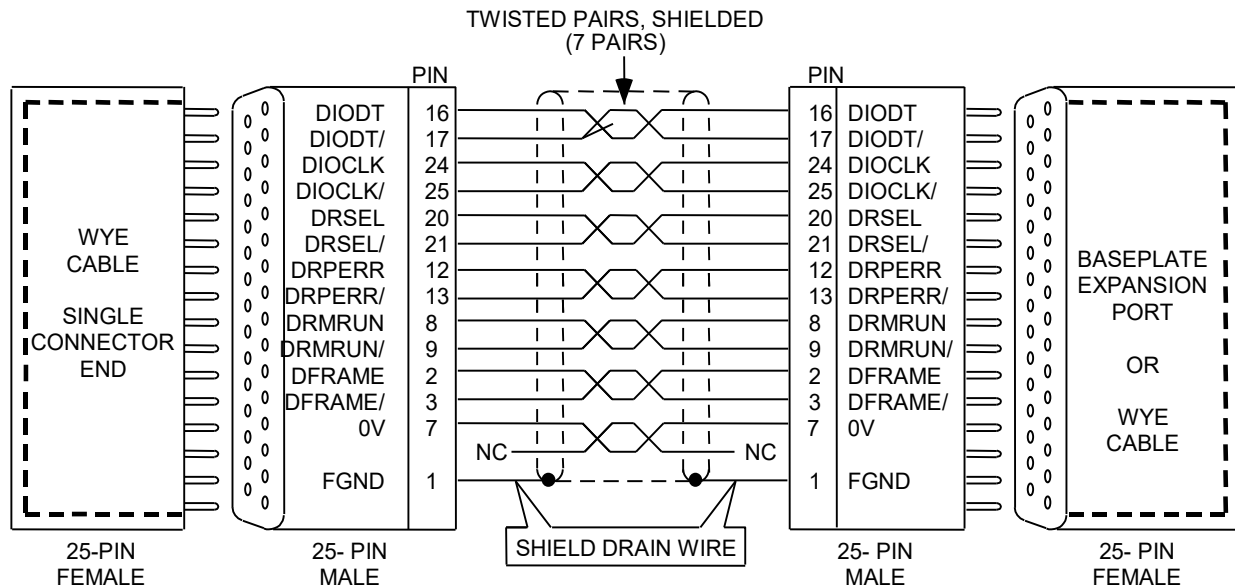 TWISTED PAIRS, SHIELDED
(7 PAIRS)
PIN PIN
DIODT 16 16 DIODT
DIODT/ 17 17 DIODT/
DIOCLK 24 24 DIOCLK
DIOCLK/ 25 25 DIOCLK/
DRSEL 20 20 DRSEL
DRSEL/ 21 21 DRSEL/
DRPERR 12 12 DRPERR
DRPERR/ 13 13 DRPERR/
DRMRUN 8 8 DRMRUN
DRMRUN/ 9 9 DRMRUN/
DFRAME 2 2 DFRAME
DFRAME/ 3 3 DFRAME/
0V 7 7 0V
NC NC
FGND 1 1 FGND
WYE
CABLE
SINGLE
CONNECTOR
END
BASEPLATE
EXPANSION
PORT
OR
WYE
CABLE
SHIELD DRAIN WIRE
25-PIN
FEMALE
25- PIN
MALE
25- PIN
MALE
25- PIN
FEMALE